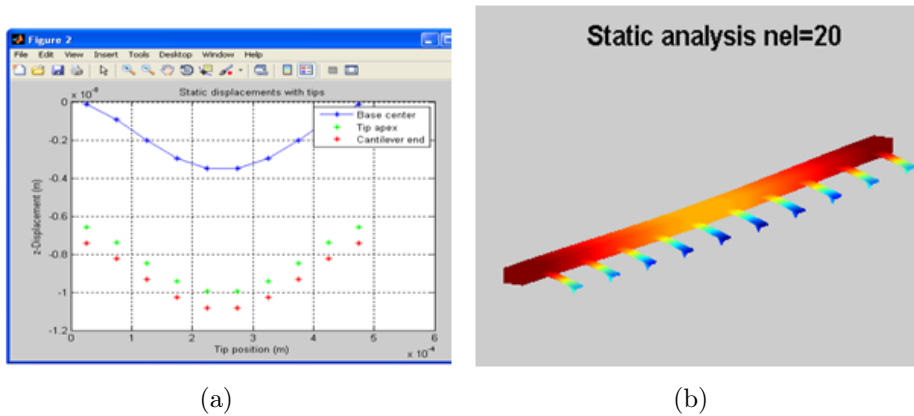 Figure 2
File Edit View Insert Tools Desktop Window Help
Static displacements with tips
x 10^-8
Base center
Tip apex
Cantilever end
z-Displacement (m)
0
-0.2
-0.4
-0.6
-0.8
-1
-1.2
0 1 2 3 4 5 6
Tip position (m)
x 10^-4
(a)
Static analysis nel=20
(b)